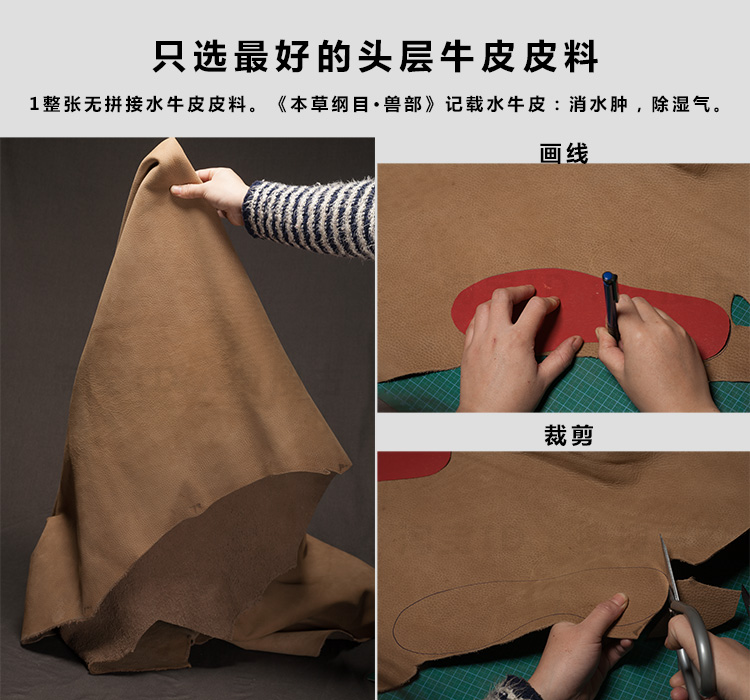 只选最好的头层牛皮皮料
1整张无拼接水牛皮皮料。《本草纲目·兽部》记载水牛皮：消水肿，除湿气。
画线
裁剪